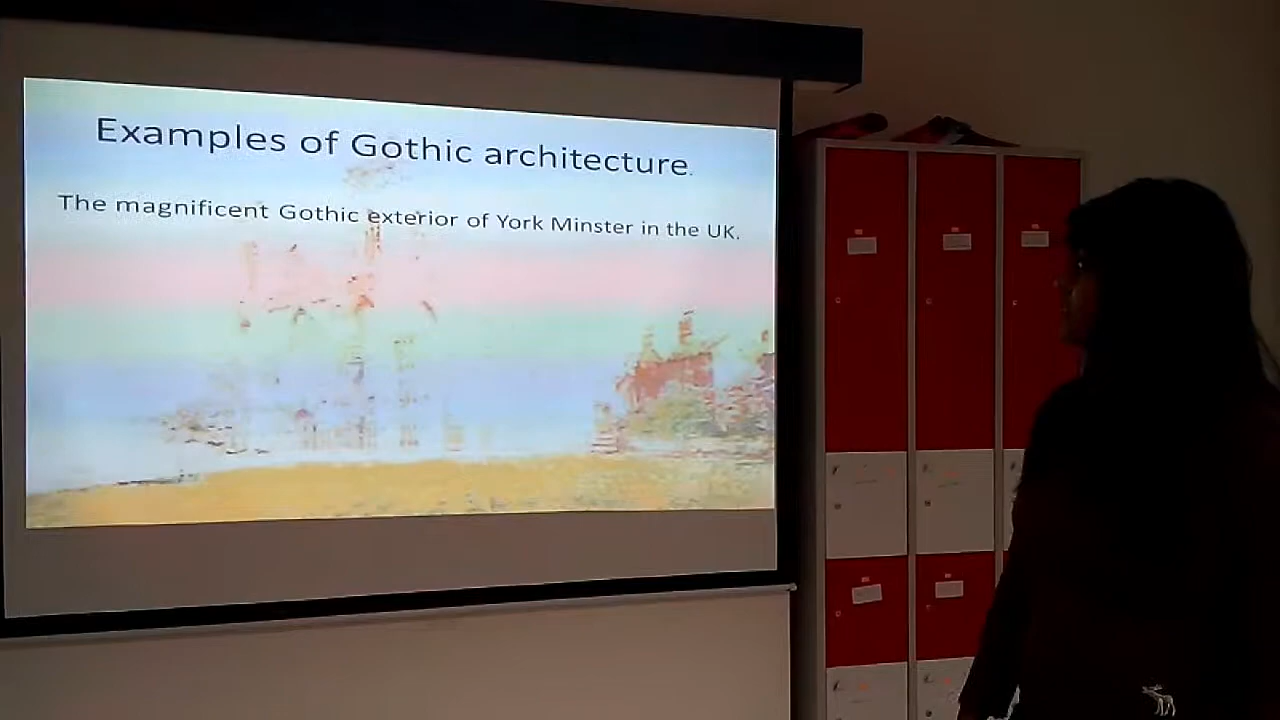 Examples of Gothic architecture.
The magnificent Gothic exterior of York Minster in the UK.